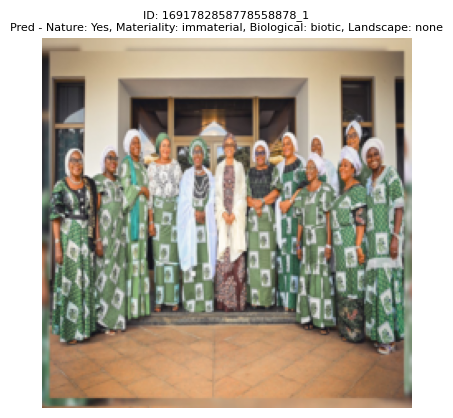 ID: 1691782858778558878_1
Pred - Nature: Yes, Materiality: immaterial, Biological: biotic, Landscape: none